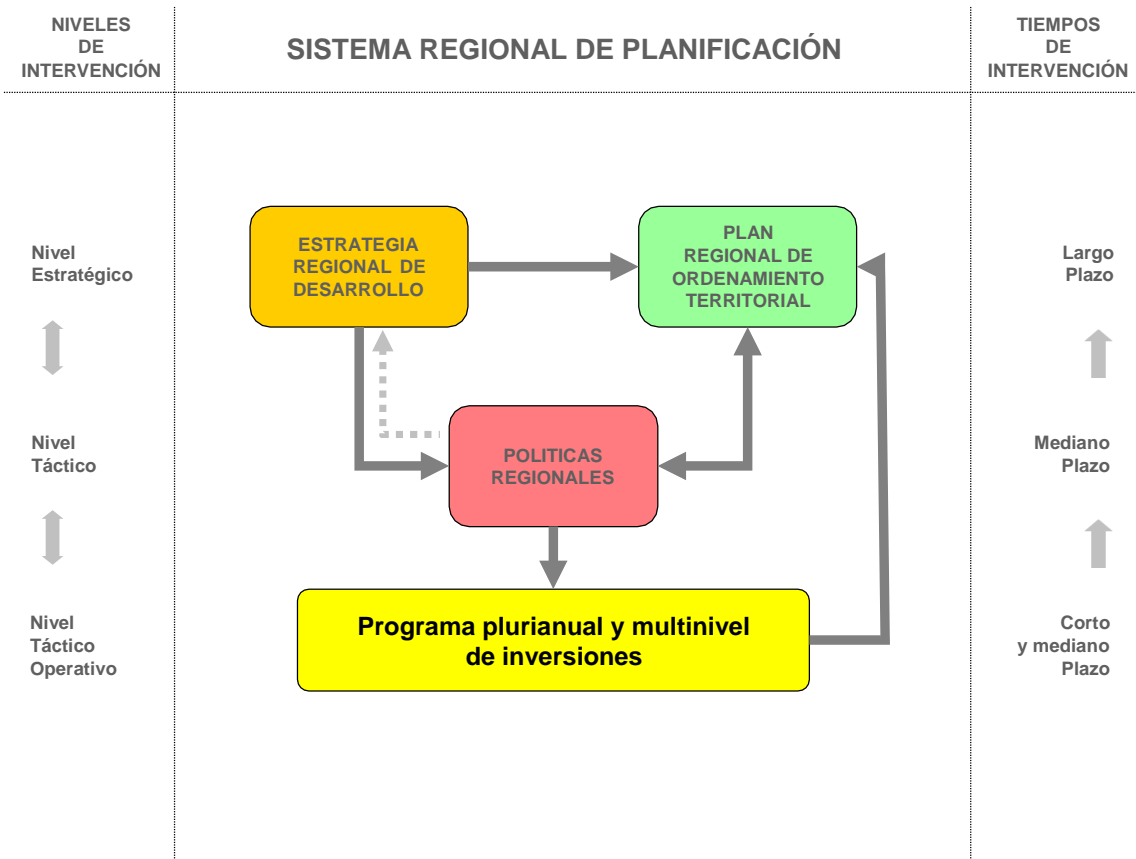 NIVELES
DE
INTERVENCIÓN
SISTEMA REGIONAL DE PLANIFICACIÓN
TIEMPOS
DE
INTERVENCIÓN
Nivel
Estratégico
ESTRATEGIA
REGIONAL DE
DESARROLLO
PLAN
REGIONAL DE
ORDENAMIENTO
TERRITORIAL
Largo
Plazo
Nivel
Táctico
POLITICAS
REGIONALES
Mediano
Plazo
Nivel
Táctico
Operativo
Programa plurianual y multinivel
de inversiones
Corto
y mediano
Plazo